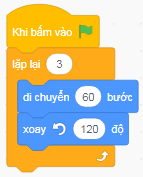 Khi bấm vào
lặp lại 3
di chuyển 60 bước
xoay 120 độ